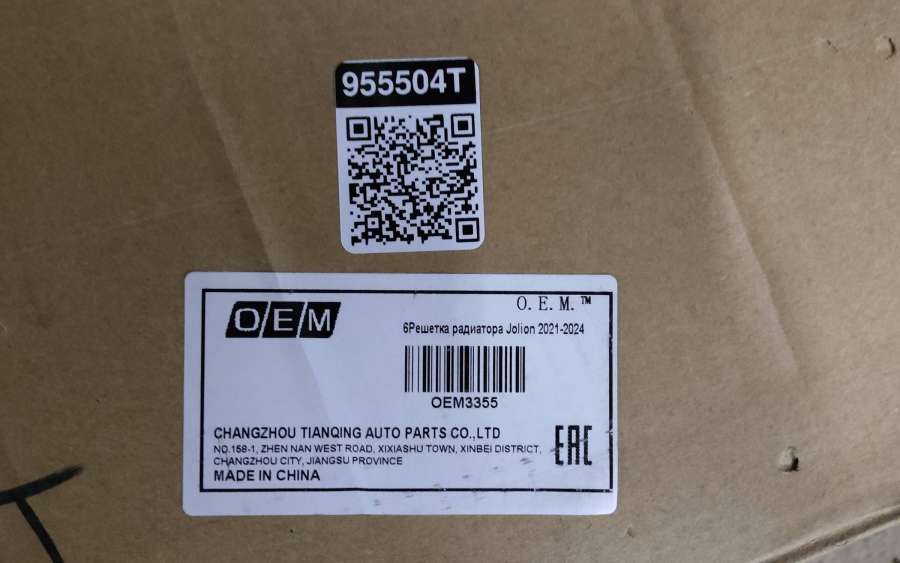 955504T
OEM
O.E.M.™
6Решетка радиатора Jolion 2021-2024
OEM3355
CHANGZHOU TIANQING AUTO PARTS CO.,LTD
NO.158-1, ZHEN NAN WEST ROAD, XIXIASHU TOWN, XINBEI DISTRICT,
CHANGZHOU CITY, JIANGSU PROVINCE
MADE IN CHINA
EAC